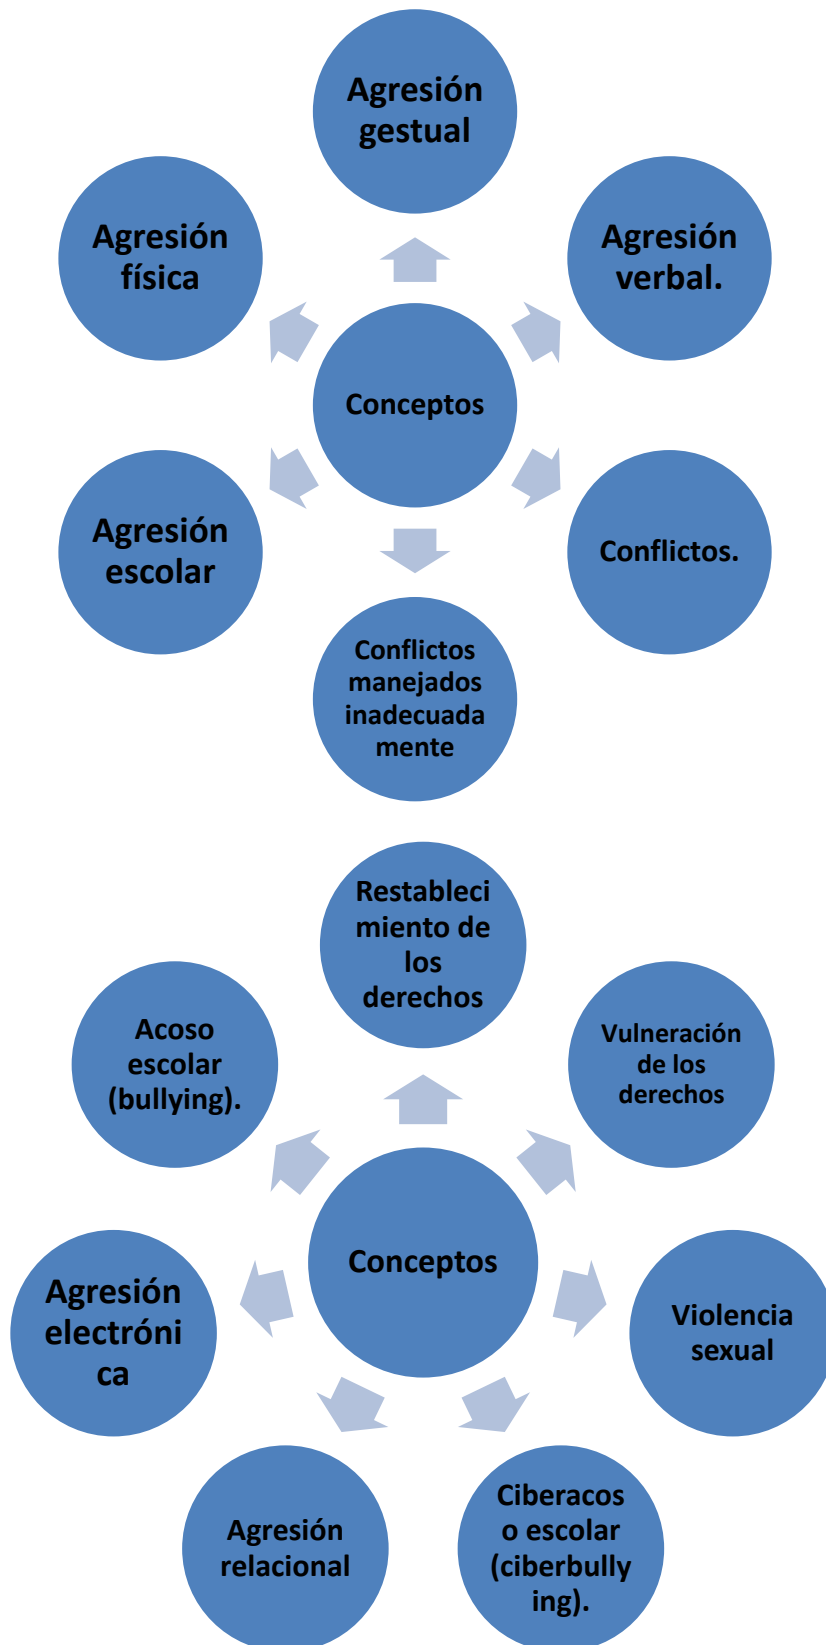 Agresión
gestual
Agresión
física
Agresión
verbal.
Conceptos
Agresión
escolar
Conflictos.
Conflictos
manejados
inadecuada
mente
Restableci
miento de
los
derechos
Acoso
escolar
(bullying).
Vulneración
de los
derechos
Conceptos
Agresión
electróni
ca
Violencia
sexual
Agresión
relacional
Ciberacos
o escolar
(ciberbully
ing).